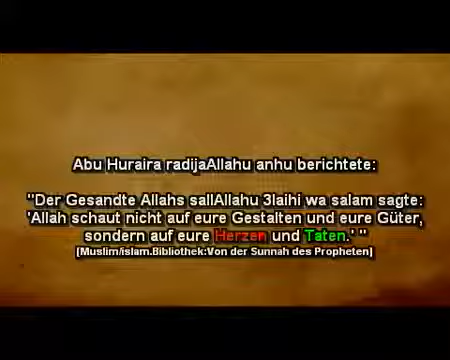 Abu Huraira radijaAllahu anhu berichtete:
"Der Gesandte Allahs sallAllahu 3laihi wa salam sagte:
'Allah schaut nicht auf eure Gestalten und eure Güter,
sondern auf eure Herzen und Taten.' "
[Muslim/islam.Bibliothek:Von der Sunnah des Propheten]